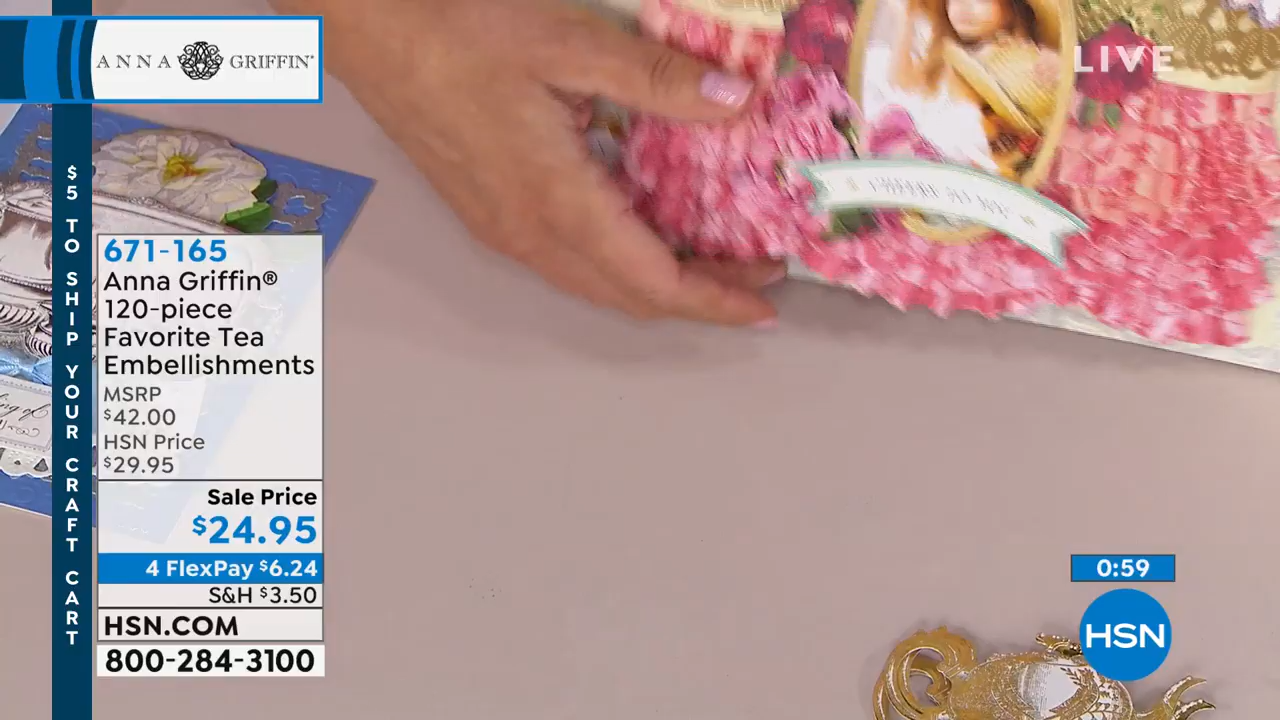 ANNA GRIFFIN®
LIVE
$5 TO SHIP YOUR CRAFT CART
671-165
Anna Griffin®
120-piece
Favorite Tea
Embellishments
MSRP
$42.00
HSN Price
$29.95
Sale Price
$24.95
4 FlexPay $6.24
S&H $3.50
HSN.COM
800-284-3100
0:59
HSN
of